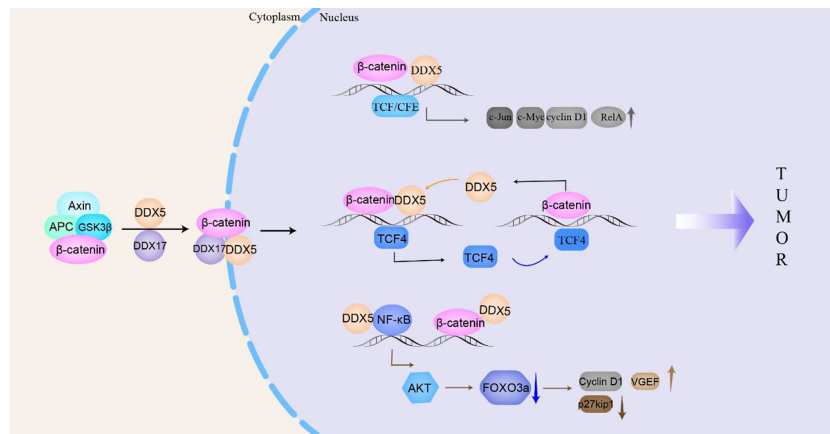 Cytoplasm Nucleus
β-catenin DDX5
TCF/CFE
c-Jun c-Myc cyclin D1 RelA
Axin
APC GSK3β
β-catenin
DDX5
DDX17
β-catenin
DDX17 DDX5
β-catenin DDX5
TCF4
DDX5
TCF4
β-catenin
TCF4
DDX5 NF-κB
β-catenin DDX5
AKT
FOXO3a
Cyclin D1 VGEF
p27kip1
TUMOR